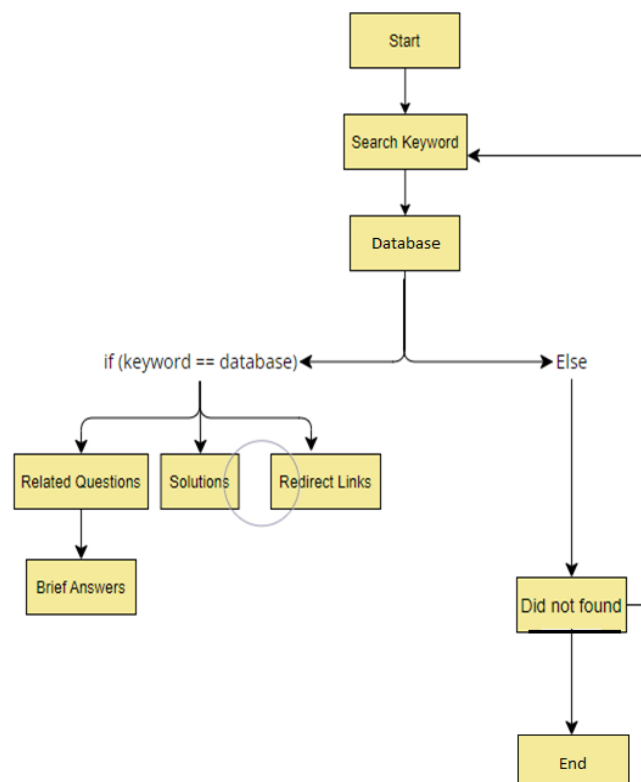 Start
Search Keyword
Database
if (keyword == database)
Else
Related Questions
Solutions
Redirect Links
Brief Answers
Did not found
End